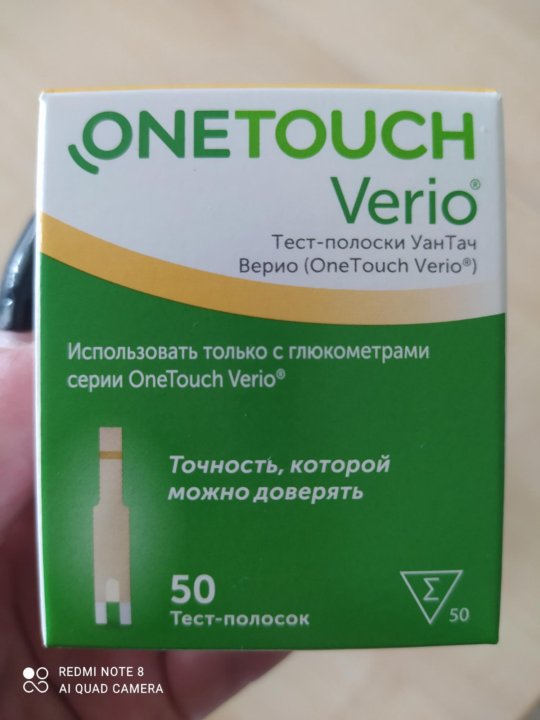 ONETOUCH
Verio®
Тест-полоски УанТач
Верио (OneTouch Verio®)
Использовать только с глюкометрами
серии OneTouch Verio®
Точность, которой
можно доверять
50
Тест-полосок
Σ
50
REDMI NOTE 8
AI QUAD CAMERA